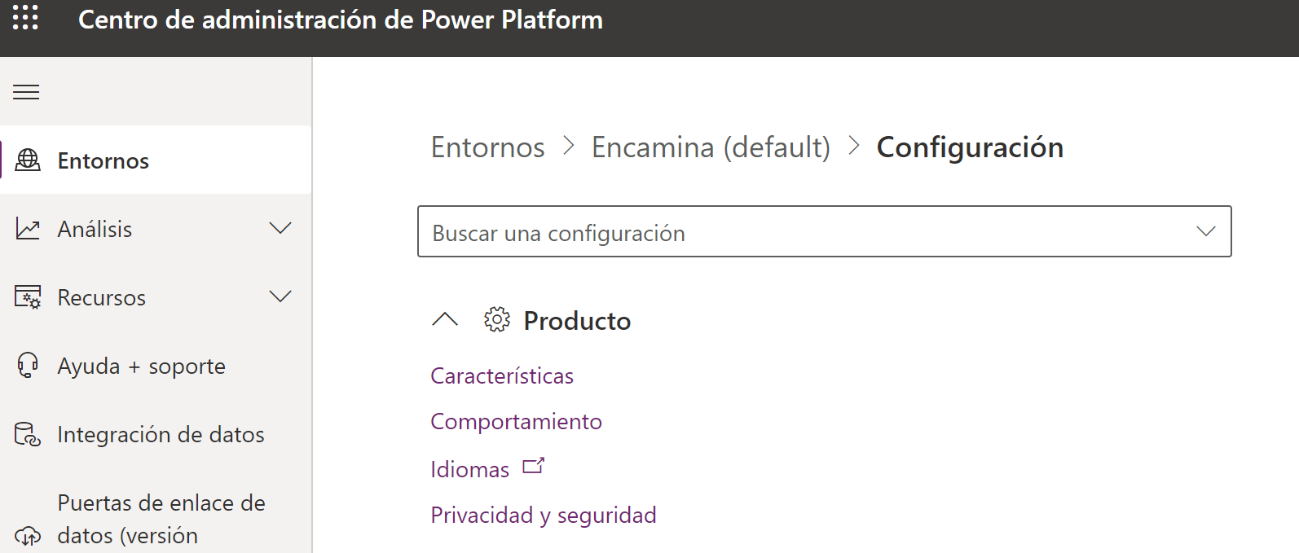 Centro de administración de Power Platform
Entornos
Análisis
Recursos
Ayuda + soporte
Integración de datos
Puertas de enlace de
datos (versión
Entornos > Encamina (default) > Configuración
Buscar una configuración
Producto
Características
Comportamiento
Idiomas
Privacidad y seguridad